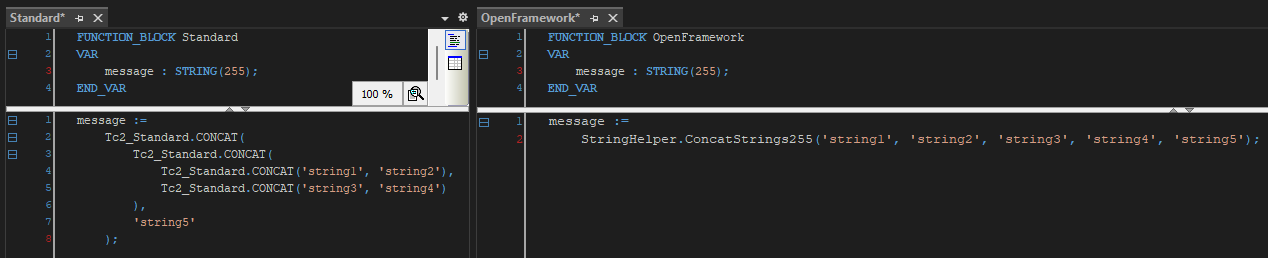 Standard*
1 FUNCTION_BLOCK Standard
2 VAR
3 message : STRING(255);
4 END_VAR
100 %
1 message :=
2 Tc2_Standard.CONCAT(
3 Tc2_Standard.CONCAT(
4 Tc2_Standard.CONCAT('string1', 'string2'),
5 Tc2_Standard.CONCAT('string3', 'string4')
6 ),
7 'string5'
8 );
OpenFramework*
1 FUNCTION_BLOCK OpenFramework
2 VAR
3 message : STRING(255);
4 END_VAR
1 message :=
2 StringHelper.ConcatStrings255('string1', 'string2', 'string3', 'string4', 'string5');